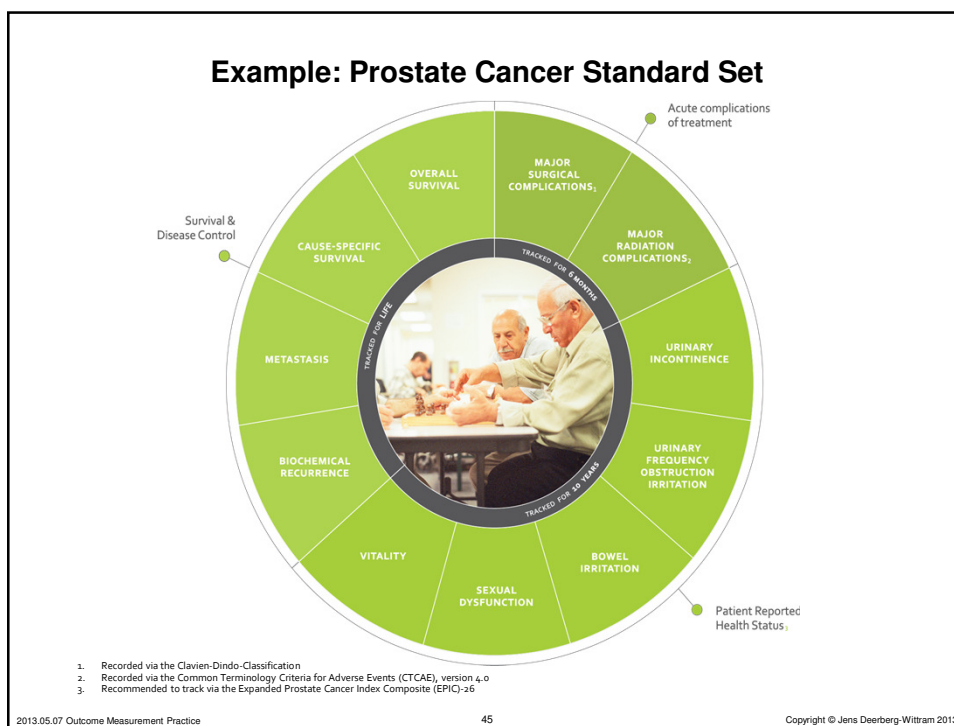 Example: Prostate Cancer Standard Set
Acute complications
of treatment
Survival &
Disease Control
OVERALL
SURVIVAL
MAJOR
SURGICAL
COMPLICATIONS1
CAUSE-SPECIFIC
SURVIVAL
MAJOR
RADIATION
COMPLICATIONS2
TRACKED FOR 6 MONTHS
TRACKED FOR LIFE
METASTASIS
URINARY
INCONTINENCE
BIOCHEMICAL
RECURRENCE
URINARY
FREQUENCY
OBSTRUCTION
IRRITATION
TRACKED FOR 10 YEARS
VITALITY
BOWEL
IRRITATION
SEXUAL
DYSFUNCTION
Patient Reported
Health Status3
1. Recorded via the Clavien-Dindo-Classification
2. Recorded via the Common Terminology Criteria for Adverse Events (CTCAE), version 4.0
3. Recommended to track via the Expanded Prostate Cancer Index Composite (EPIC)-26
2013.05.07 Outcome Measurement Practice
45
Copyright © Jens Deerberg-Wittram 2013